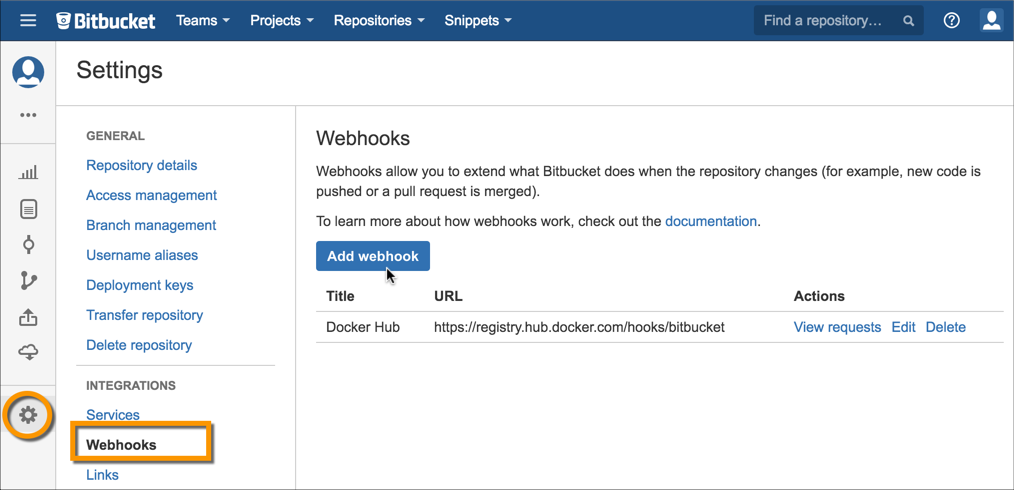 Bitbucket Teams Projects Repositories Snippets Find a repository...
Settings
GENERAL
Repository details
Access management
Branch management
Username aliases
Deployment keys
Transfer repository
Delete repository
INTEGRATIONS
Services
Webhooks
Links
Webhooks
Webhooks allow you to extend what Bitbucket does when the repository changes (for example, new code is
pushed or a pull request is merged).
To learn more about how webhooks work, check out the documentation.
Add webhook
Title URL Actions
Docker Hub https://registry.hub.docker.com/hooks/bitbucket View requests Edit Delete